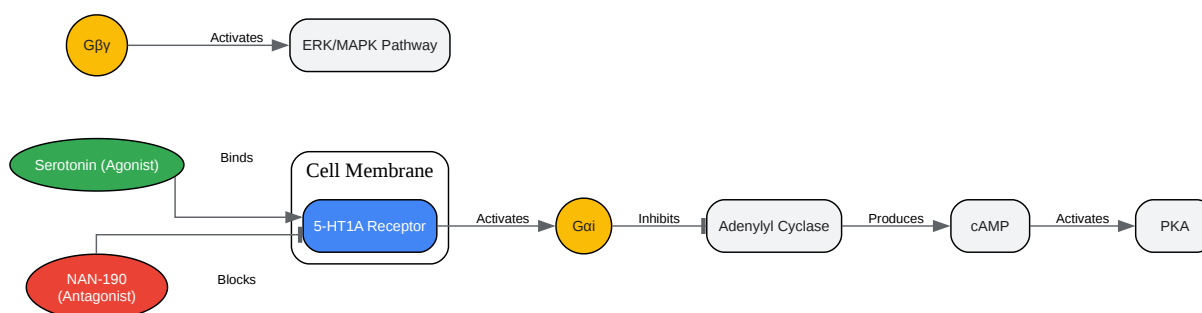 Gβγ
Activates
ERK/MAPK Pathway
Serotonin (Agonist)
Binds
Cell Membrane
5-HT1A Receptor
Activates
Gαi
Inhibits
Adenylyl Cyclase
Produces
cAMP
Activates
PKA
NAN-190
(Antagonist)
Blocks